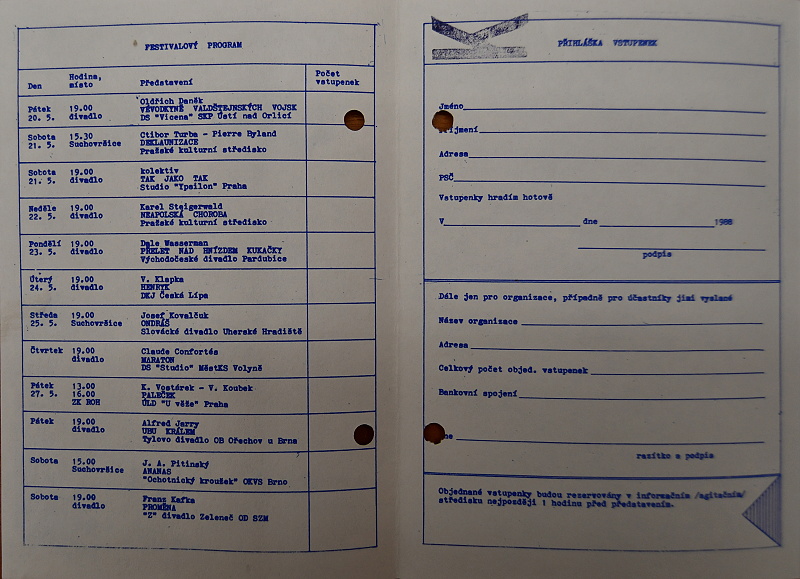 FESTIVALOVÝ PROGRAM
Den
Hodina,
místo
Představení
Počet
vstupenek
Pátek 19.00 Oldřich Daněk
20. 5. divadlo VÉVODKYNĚ VALDŠTEJNSKÝCH VOJSK
DS "Vicena" SKP Ústí nad Orlicí
Sobota 15.30 Ctibor Turba - Pierre Byland
21. 5. Suchovršice DEKLAUNIZACE
Pražské kulturní středisko
Sobota 19.00 kolektiv
21. 5. divadlo TAK JAKO TAK
Studio "Ypsilon" Praha
Neděle 19.00 Karel Steigerwald
22. 5. divadlo NEAPOLSKÁ CHOROBA
Pražské kulturní středisko
Pondělí 19.00 Dale Wasserman
23. 5. divadlo PŘELET NAD HNÍZDEM KUKAČKY
Východočeské divadlo Pardubice
Úterý 19.00 V. Klapka
24. 5. divadlo HENRYK
DKJ Česká Lípa
Středa 19.00 Josef Kovalčuk
25. 5. Suchovršice ONDRÁŠ
Slovácké divadlo Uherské Hradiště
Čtvrtek 19.00 Claude Confortés
divadlo MARATON
DS "Studio" MěstKS Volyně
Pátek 13.00 K. Vostárek - V. Koubek
27. 5. 16.00 PALEČEK
ZK ROH ÚLD "U věže" Praha
Pátek 19.00 Alfred Jarry
divadlo UBU KRÁLEM
Tylovo divadlo OB Ořechov u Brna
Sobota 15.00 J. A. Pitínský
Suchovršice ANANAS
"Ochotnický kroužek" OKVS Brno
Sobota 19.00 Franz Kafka
divadlo PROMĚNA
"Z" divadlo Zeleneč OD SZM
PŘIHLÁŠKA VSTUPENEK
Jméno
Adresa
PSČ
Vstupenky hradím hotově
V dne 1988
podpis
Dále jen pro organizace, případně pro účastníky jimi vyslané
Název organizace
Adresa
Celkový počet objed. vstupenek
Bankovní spojení
razítko a podpis
Objednané vstupenky budou rezervovány v informačním /agitačním/
středisku nejpozději 1 hodinu před představením.